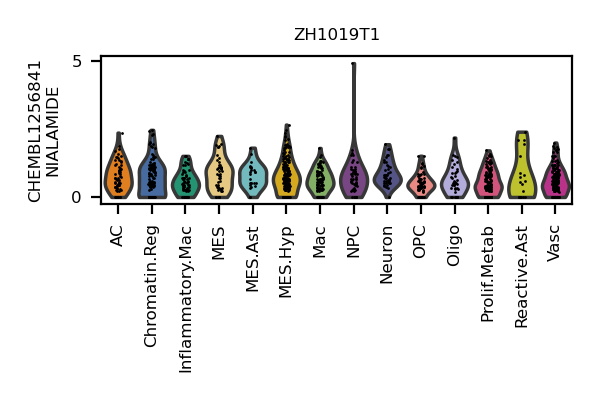 ZH1019T1
CHEMBL1256841
NIALAMIDE
5
0
AC
Chromatin.Reg
Inflammatory.Mac
MES
MES.Ast
MES.Hyp
Mac
NPC
Neuron
OPC
Oligo
Prolif.Metab
Reactive.Ast
Vasc